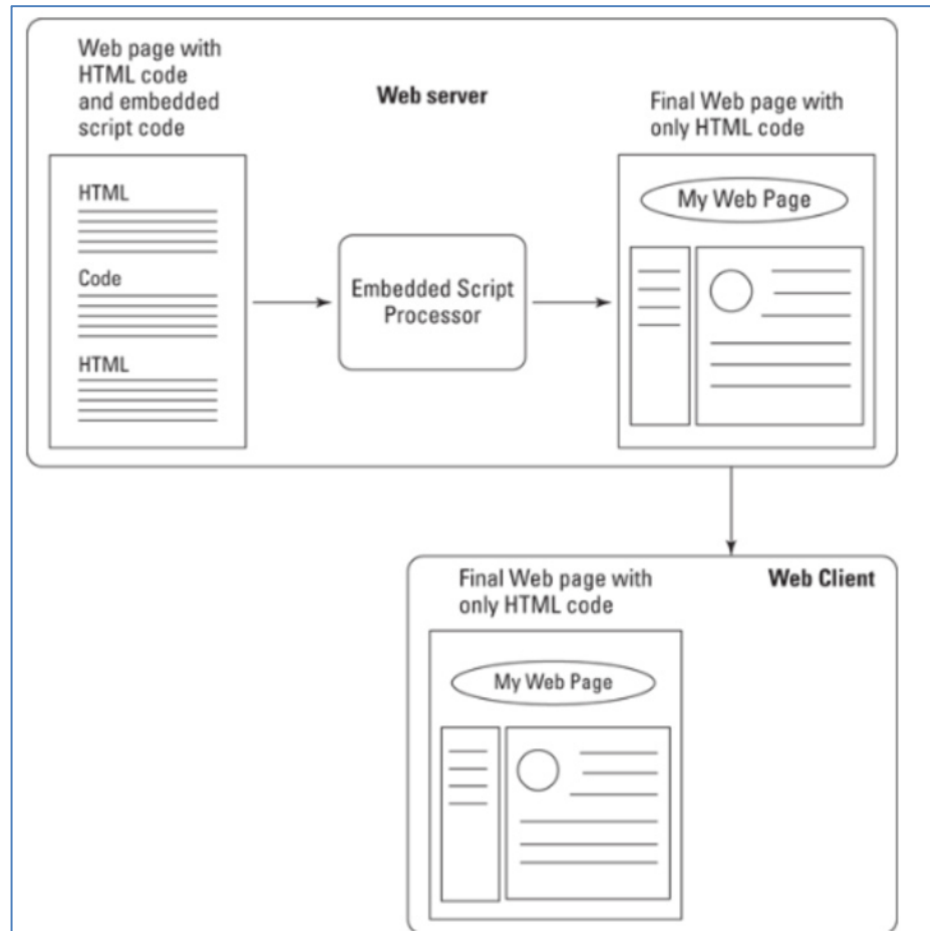 Web page with
HTML code
and embedded
script code
Web server
Final Web page with
only HTML code
HTML
Code
HTML
Embedded Script
Processor
My Web Page
Final Web page with
only HTML code
Web Client
My Web Page